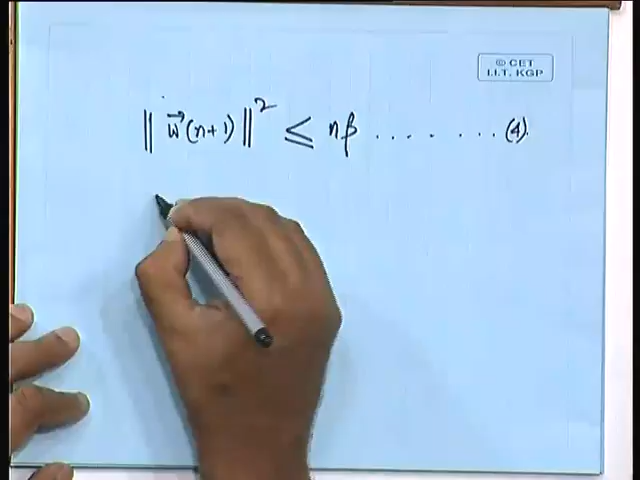 © CET
I.I.T. KGP
‖ w⃗(n+1) ‖² ≤ nβ ........ (4).